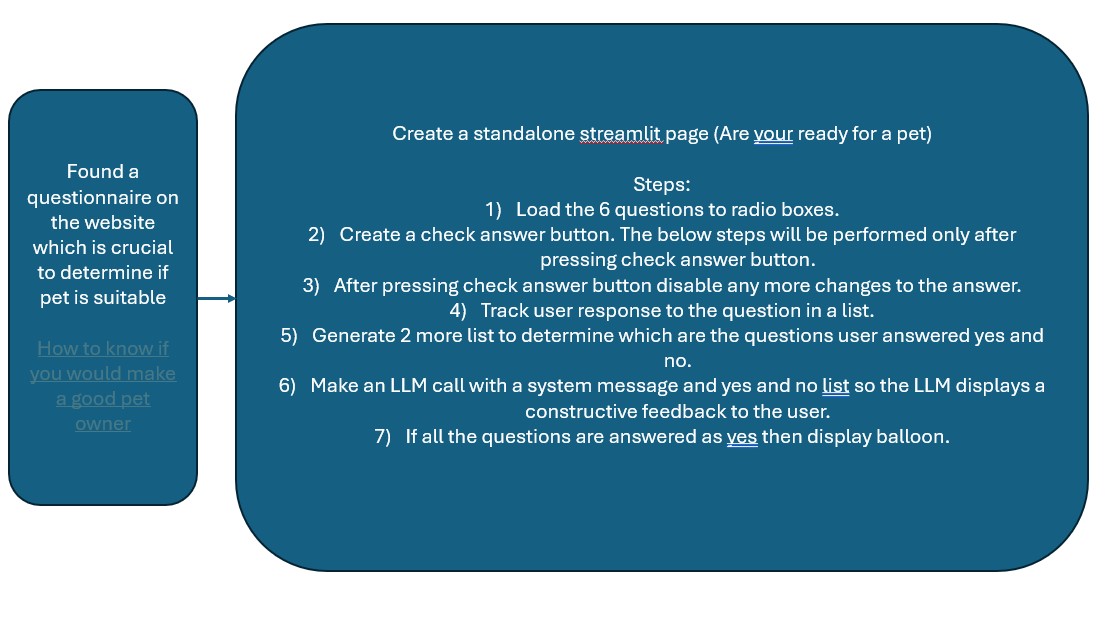 Found a
questionnaire on
the website
which is crucial
to determine if
pet is suitable
How to know if
you would make
a good pet
owner
Create a standalone streamlit page (Are your ready for a pet)
Steps:
1) Load the 6 questions to radio boxes.
2) Create a check answer button. The below steps will be performed only after
pressing check answer button.
3) After pressing check answer button disable any more changes to the answer.
4) Track user response to the question in a list.
5) Generate 2 more list to determine which are the questions user answered yes and
no.
6) Make an LLM call with a system message and yes and no list so the LLM displays a
constructive feedback to the user.
7) If all the questions are answered as yes then display balloon.